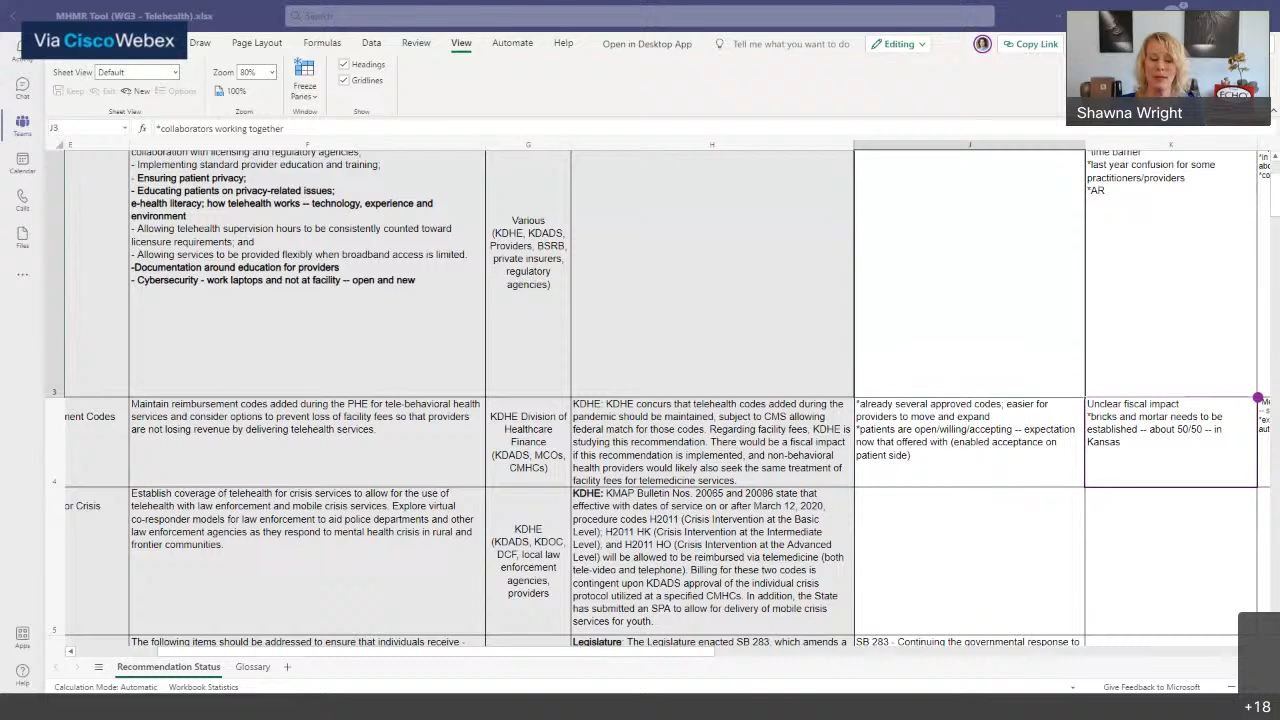 MHMR Tool (WG3 - Telehealth).xlsx
Search
Via CiscoWebex
Draw Page Layout Formulas Data Review View Automate Help Open in Desktop App Tell me what you want to do Editing Copy Link
Sheet View Default
Zoom 80%
Headings
Keep Exit New Options
100%
Freeze Panes
Gridlines
Sheet View Zoom Window Show
Shawna Wright
ECHO
Chat
Teams
Calendar
Calls
Files
Apps
Help
J3 fx *collaborators working together
E F G H J K
collaboration with licensing and regulatory agencies;
- Implementing standard provider education and training;
- Ensuring patient privacy;
- Educating patients on privacy-related issues;
e-health literacy; how telehealth works -- technology, experience and
environment
- Allowing telehealth supervision hours to be consistently counted toward
licensure requirements; and
- Allowing services to be provided flexibly when broadband access is limited.
-Documentation around education for providers
- Cybersecurity - work laptops and not at facility -- open and new
Various
(KDHE, KDADS,
Providers, BSRB,
private insurers,
regulatory
agencies)
*time barrier
*last year confusion for some
practitioners/providers
*AR
3
ment Codes
Maintain reimbursement codes added during the PHE for tele-behavioral health
services and consider options to prevent loss of facility fees so that providers
are not losing revenue by delivering telehealth services.
KDHE Division of
Healthcare
Finance
(KDADS, MCOs,
CMHCs)
KDHE: KDHE concurs that telehealth codes added during the
pandemic should be maintained, subject to CMS allowing
federal match for those codes. Regarding facility fees, KDHE is
studying this recommendation. There would be a fiscal impact
if this recommendation is implemented, and non-behavioral
health providers would likely also seek the same treatment of
facility fees for telemedicine services.
*already several approved codes; easier for
providers to move and expand
*patients are open/willing/accepting -- expectation
now that offered with (enabled acceptance on
patient side)
Unclear fiscal impact
*bricks and mortar needs to be
established -- about 50/50 -- in
Kansas
4
or Crisis
Establish coverage of telehealth for crisis services to allow for the use of
telehealth with law enforcement and mobile crisis services. Explore virtual
co-responder models for law enforcement to aid police departments and other
law enforcement agencies as they respond to mental health crisis in rural and
frontier communities.
KDHE
(KDADS, KDOC,
DCF, local law
enforcement
agencies,
providers
KDHE: KMAP Bulletin Nos. 20065 and 20086 state that
effective with dates of service on or after March 12, 2020,
procedure codes H2011 (Crisis Intervention at the Basic
Level); H2011 HK (Crisis Intervention at the Intermediate
Level); and H2011 HO (Crisis Intervention at the Advanced
Level) will be allowed to be reimbursed via telemedicine (both
tele-video and telephone). Billing for these two codes is
contingent upon KDADS approval of the individual crisis
protocol utilized at a specified CMHCs. In addition, the State
has submitted an SPA to allow for delivery of mobile crisis
services for youth.
5
The following items should be addressed to ensure that individuals receive -
Legislature: The Legislature enacted SB 283, which amends a
SB 283 - Continuing the governmental response to
Recommendation Status Glossary
Calculation Mode: Automatic Workbook Statistics
Give Feedback to Microsoft
+18